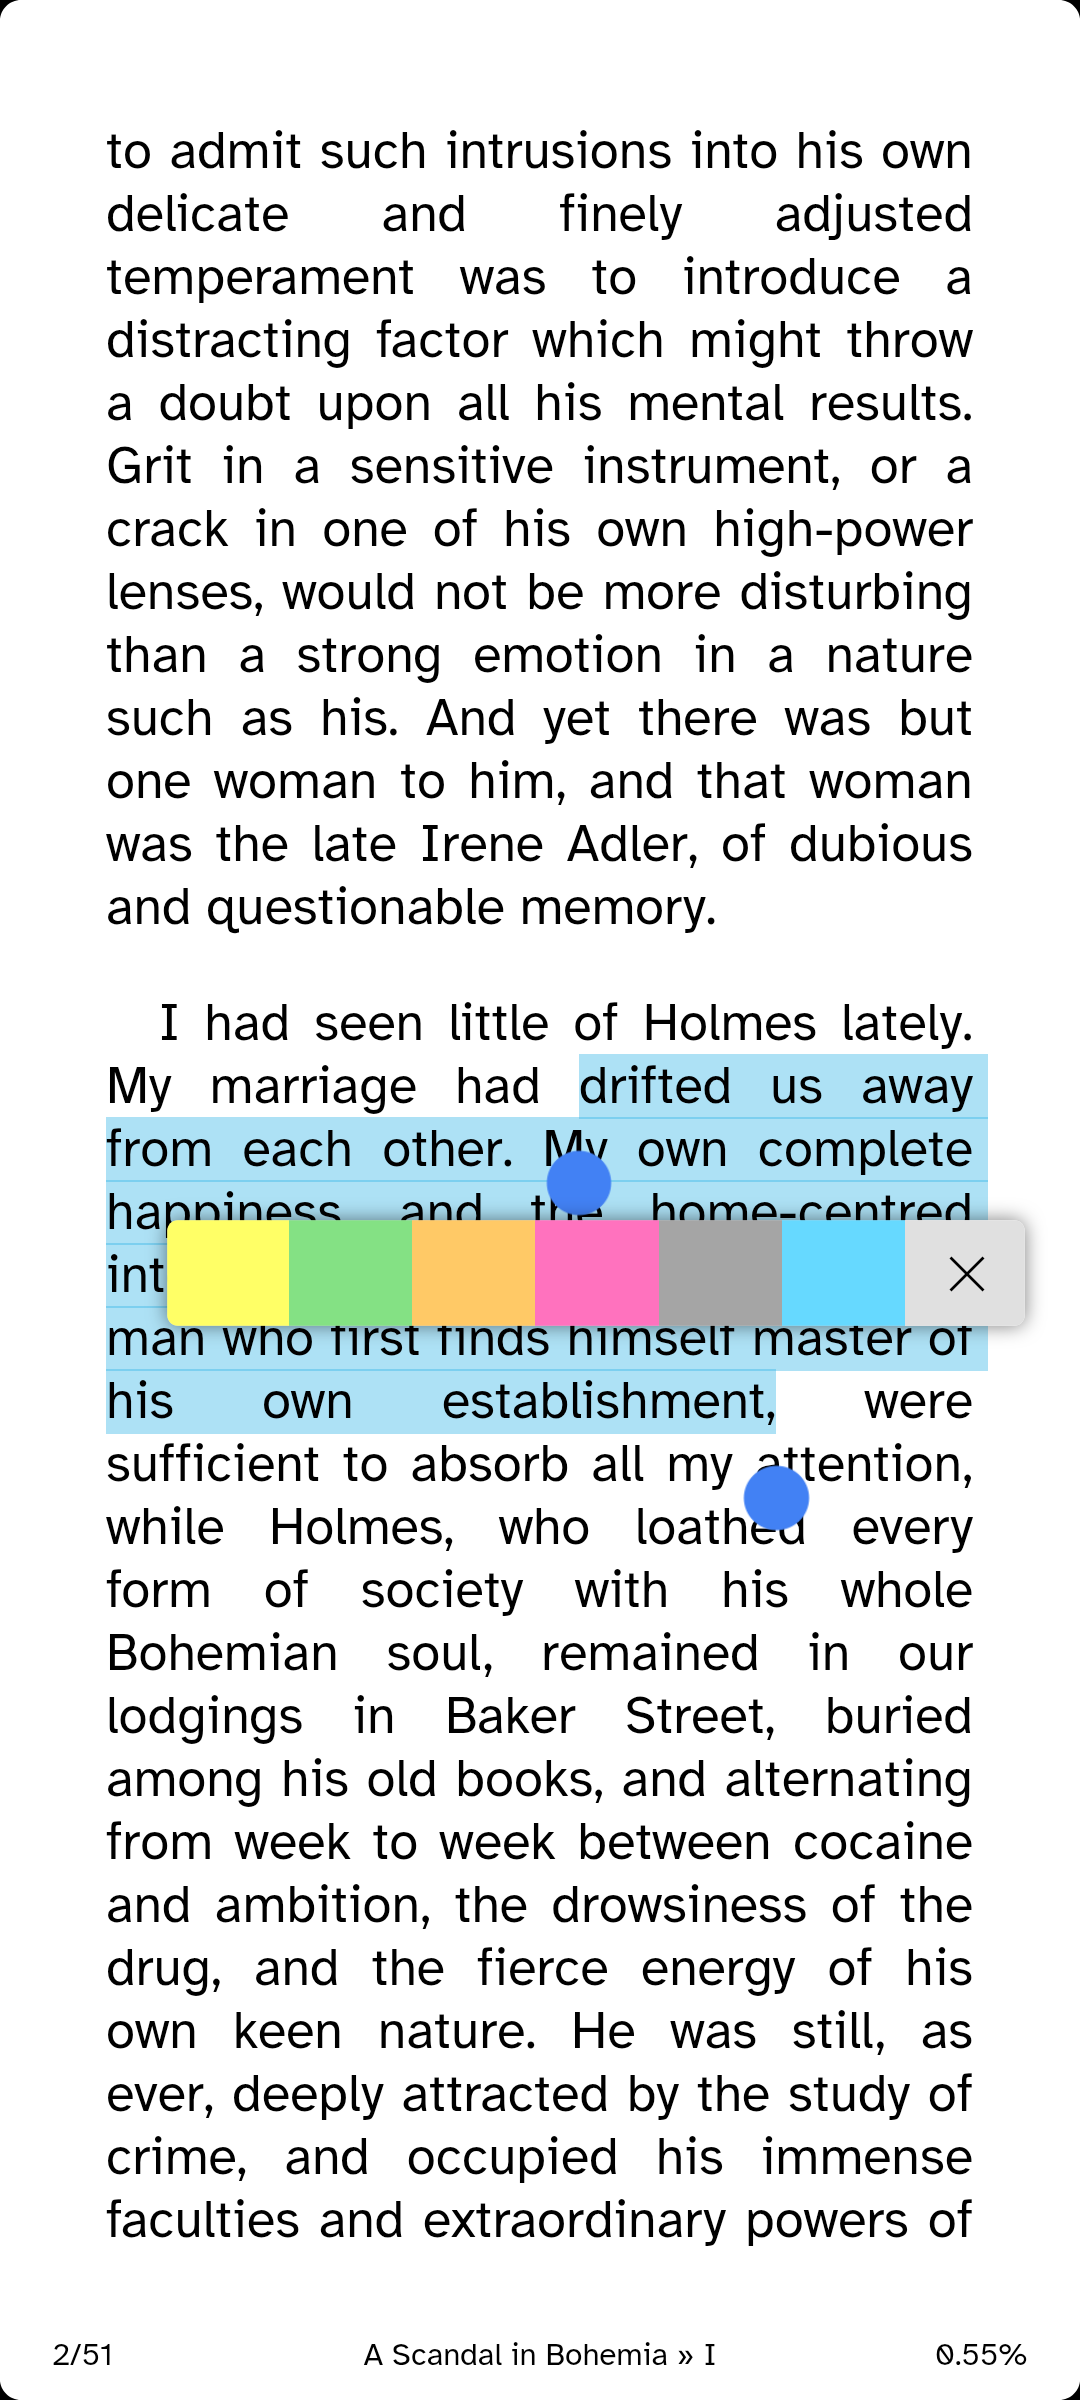 to admit such intrusions into his own
delicate and finely adjusted
temperament was to introduce a
distracting factor which might throw
a doubt upon all his mental results.
Grit in a sensitive instrument, or a
crack in one of his own high-power
lenses, would not be more disturbing
than a strong emotion in a nature
such as his. And yet there was but
one woman to him, and that woman
was the late Irene Adler, of dubious
and questionable memory.
I had seen little of Holmes lately.
My marriage had drifted us away
from each other. My own complete
happiness and the home-centred
man who first finds himself master of
his own establishment, were
sufficient to absorb all my attention,
while Holmes, who loathed every
form of society with his whole
Bohemian soul, remained in our
lodgings in Baker Street, buried
among his old books, and alternating
from week to week between cocaine
and ambition, the drowsiness of the
drug, and the fierce energy of his
own keen nature. He was still, as
ever, deeply attracted by the study of
crime, and occupied his immense
faculties and extraordinary powers of
2/51 A Scandal in Bohemia » I 0.55%